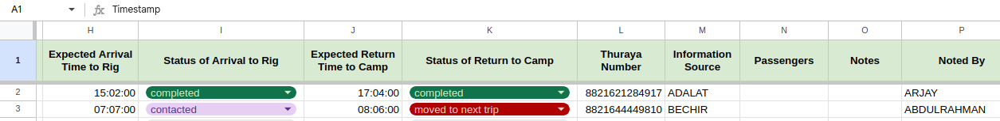 A1 fx Timestamp
H I J K L M N O P
1 Expected Arrival Time to Rig Status of Arrival to Rig Expected Return Time to Camp Status of Return to Camp Thuraya Number Information Source Passengers Notes Noted By
2 15:02:00 completed 17:04:00 completed 8821621284917 ADALAT ARJAY
3 07:07:00 contacted 08:06:00 moved to next trip 8821644449810 BECHIR ABDULRAHMAN